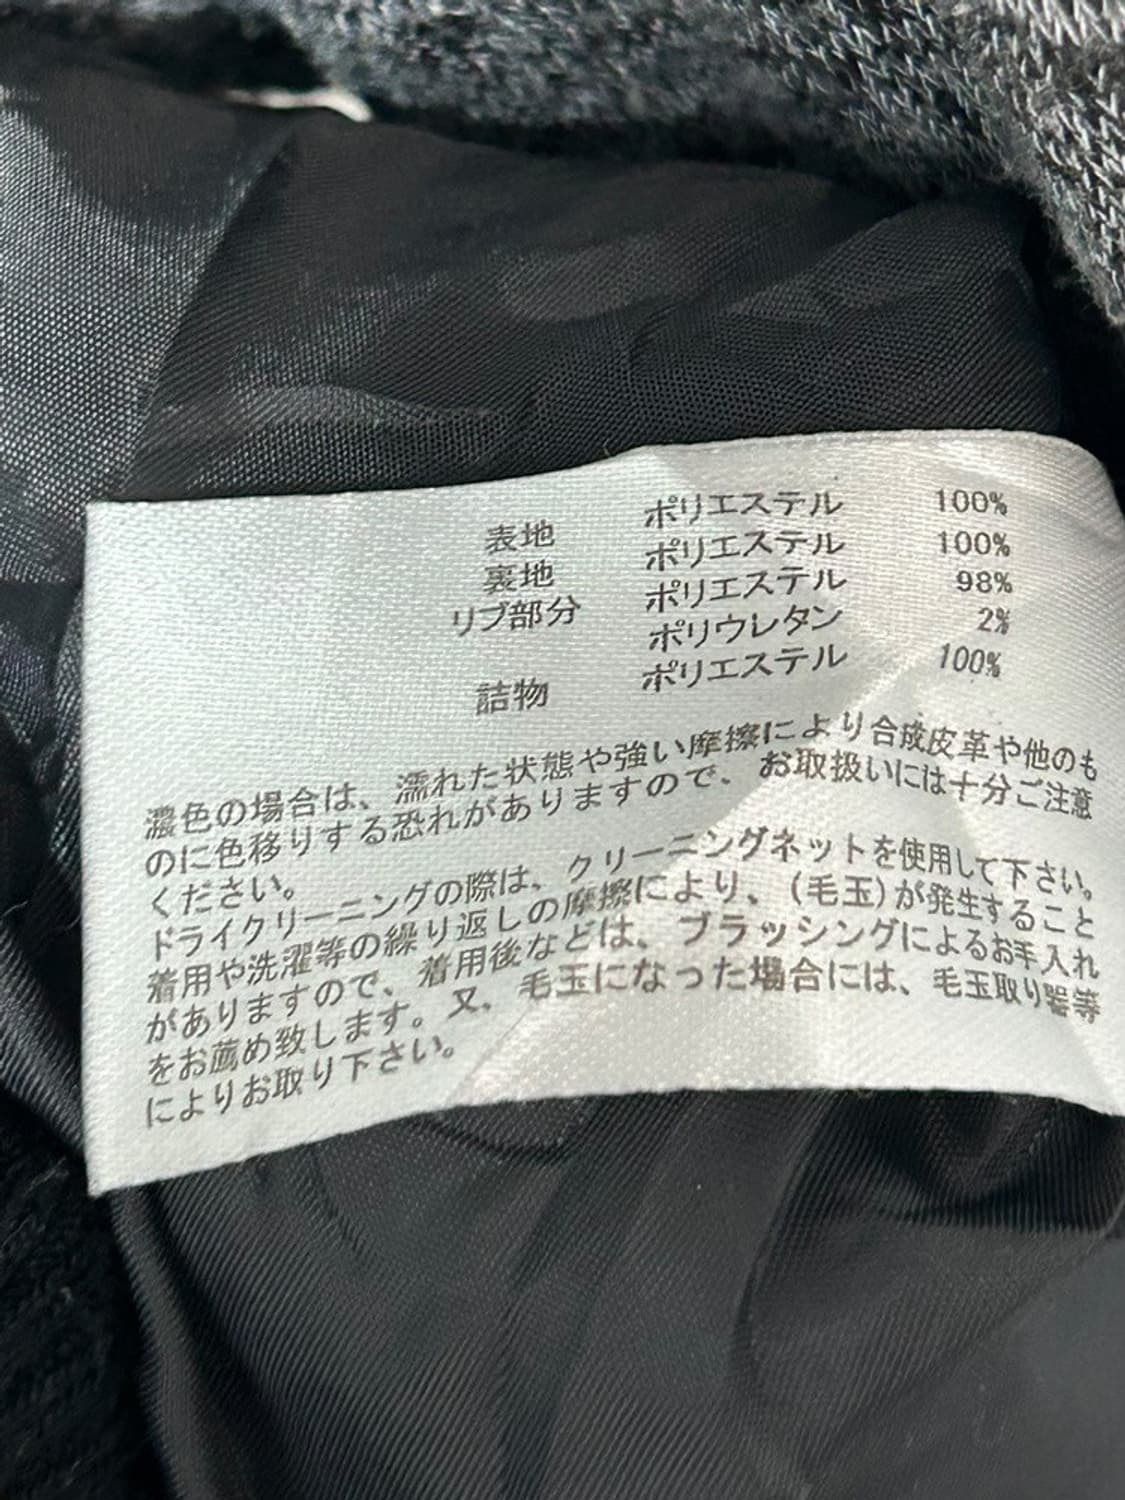 表地 ポリエステル 100%
裏地 ポリエステル 100%
リブ部分 ポリエステル 98%
ポリウレタン 2%
詰物 ポリエステル 100%
濃色の場合は、濡れた状態や強い摩擦により合成皮革や他のも
のに色移りする恐れがありますので、お取扱いには十分ご注意
ください。
ドライクリーニングの際は、クリーニングネットを使用して下さい。
着用や洗濯等の繰り返しの摩擦により、(毛玉)が発生すること
がありますので、着用後などは、ブラッシングによるお手入れ
をお薦め致します。又、毛玉になった場合には、毛玉取り器等
によりお取り下さい。